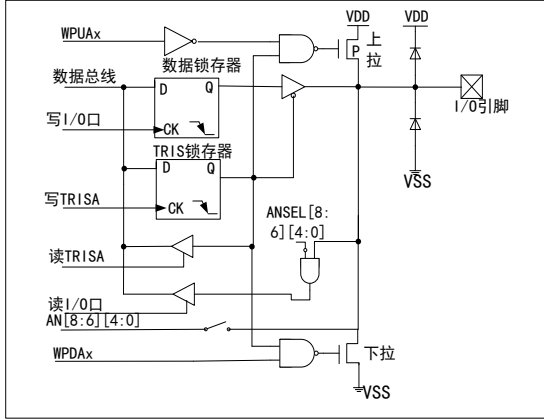 VDD
VDD
WPUAx
P
上
拉
数据锁存器
数据总线
D
Q
I/O引脚
写I/O口
CK
TRIS锁存器
D
Q
VSS
写TRISA
CK
ANSEL[8:
6][4:0]
读TRISA
读I/O口
AN[8:6][4:0]
WPDAx
下拉
VSS